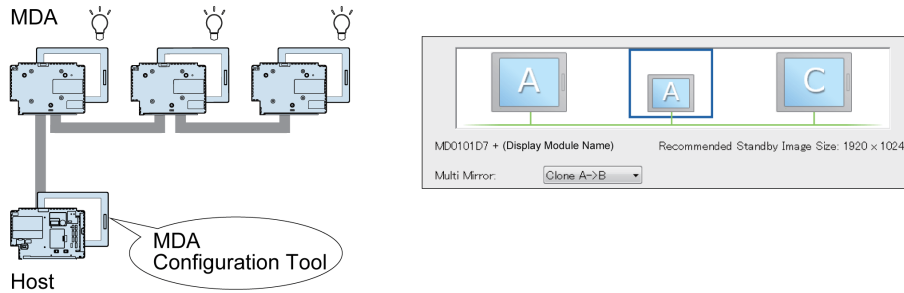 MDA
MDA
Configuration Tool
Host
A
A
C
MD0101D7 + (Display Module Name) Recommended Standby Image Size: 1920 × 1024
Multi Mirror: Clone A->B